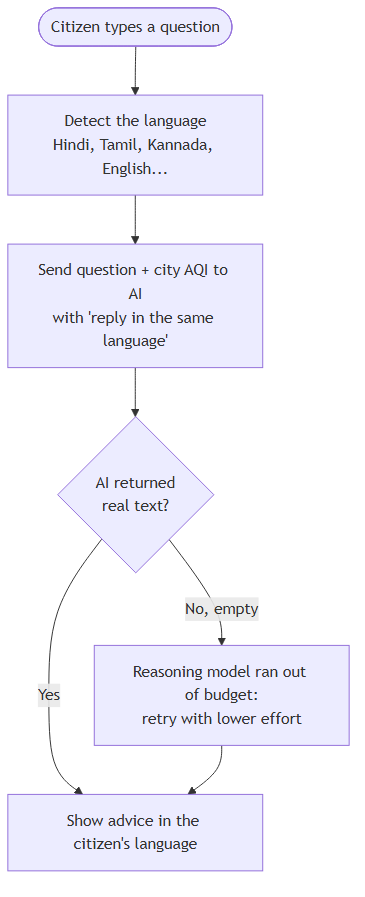 Citizen types a question
Detect the language
Hindi, Tamil, Kannada,
English...
Send question + city AQI to
AI
with 'reply in the same
language'
AI returned
real text?
No, empty
Reasoning model ran out
of budget:
retry with lower effort
Yes
Show advice in the
citizen's language